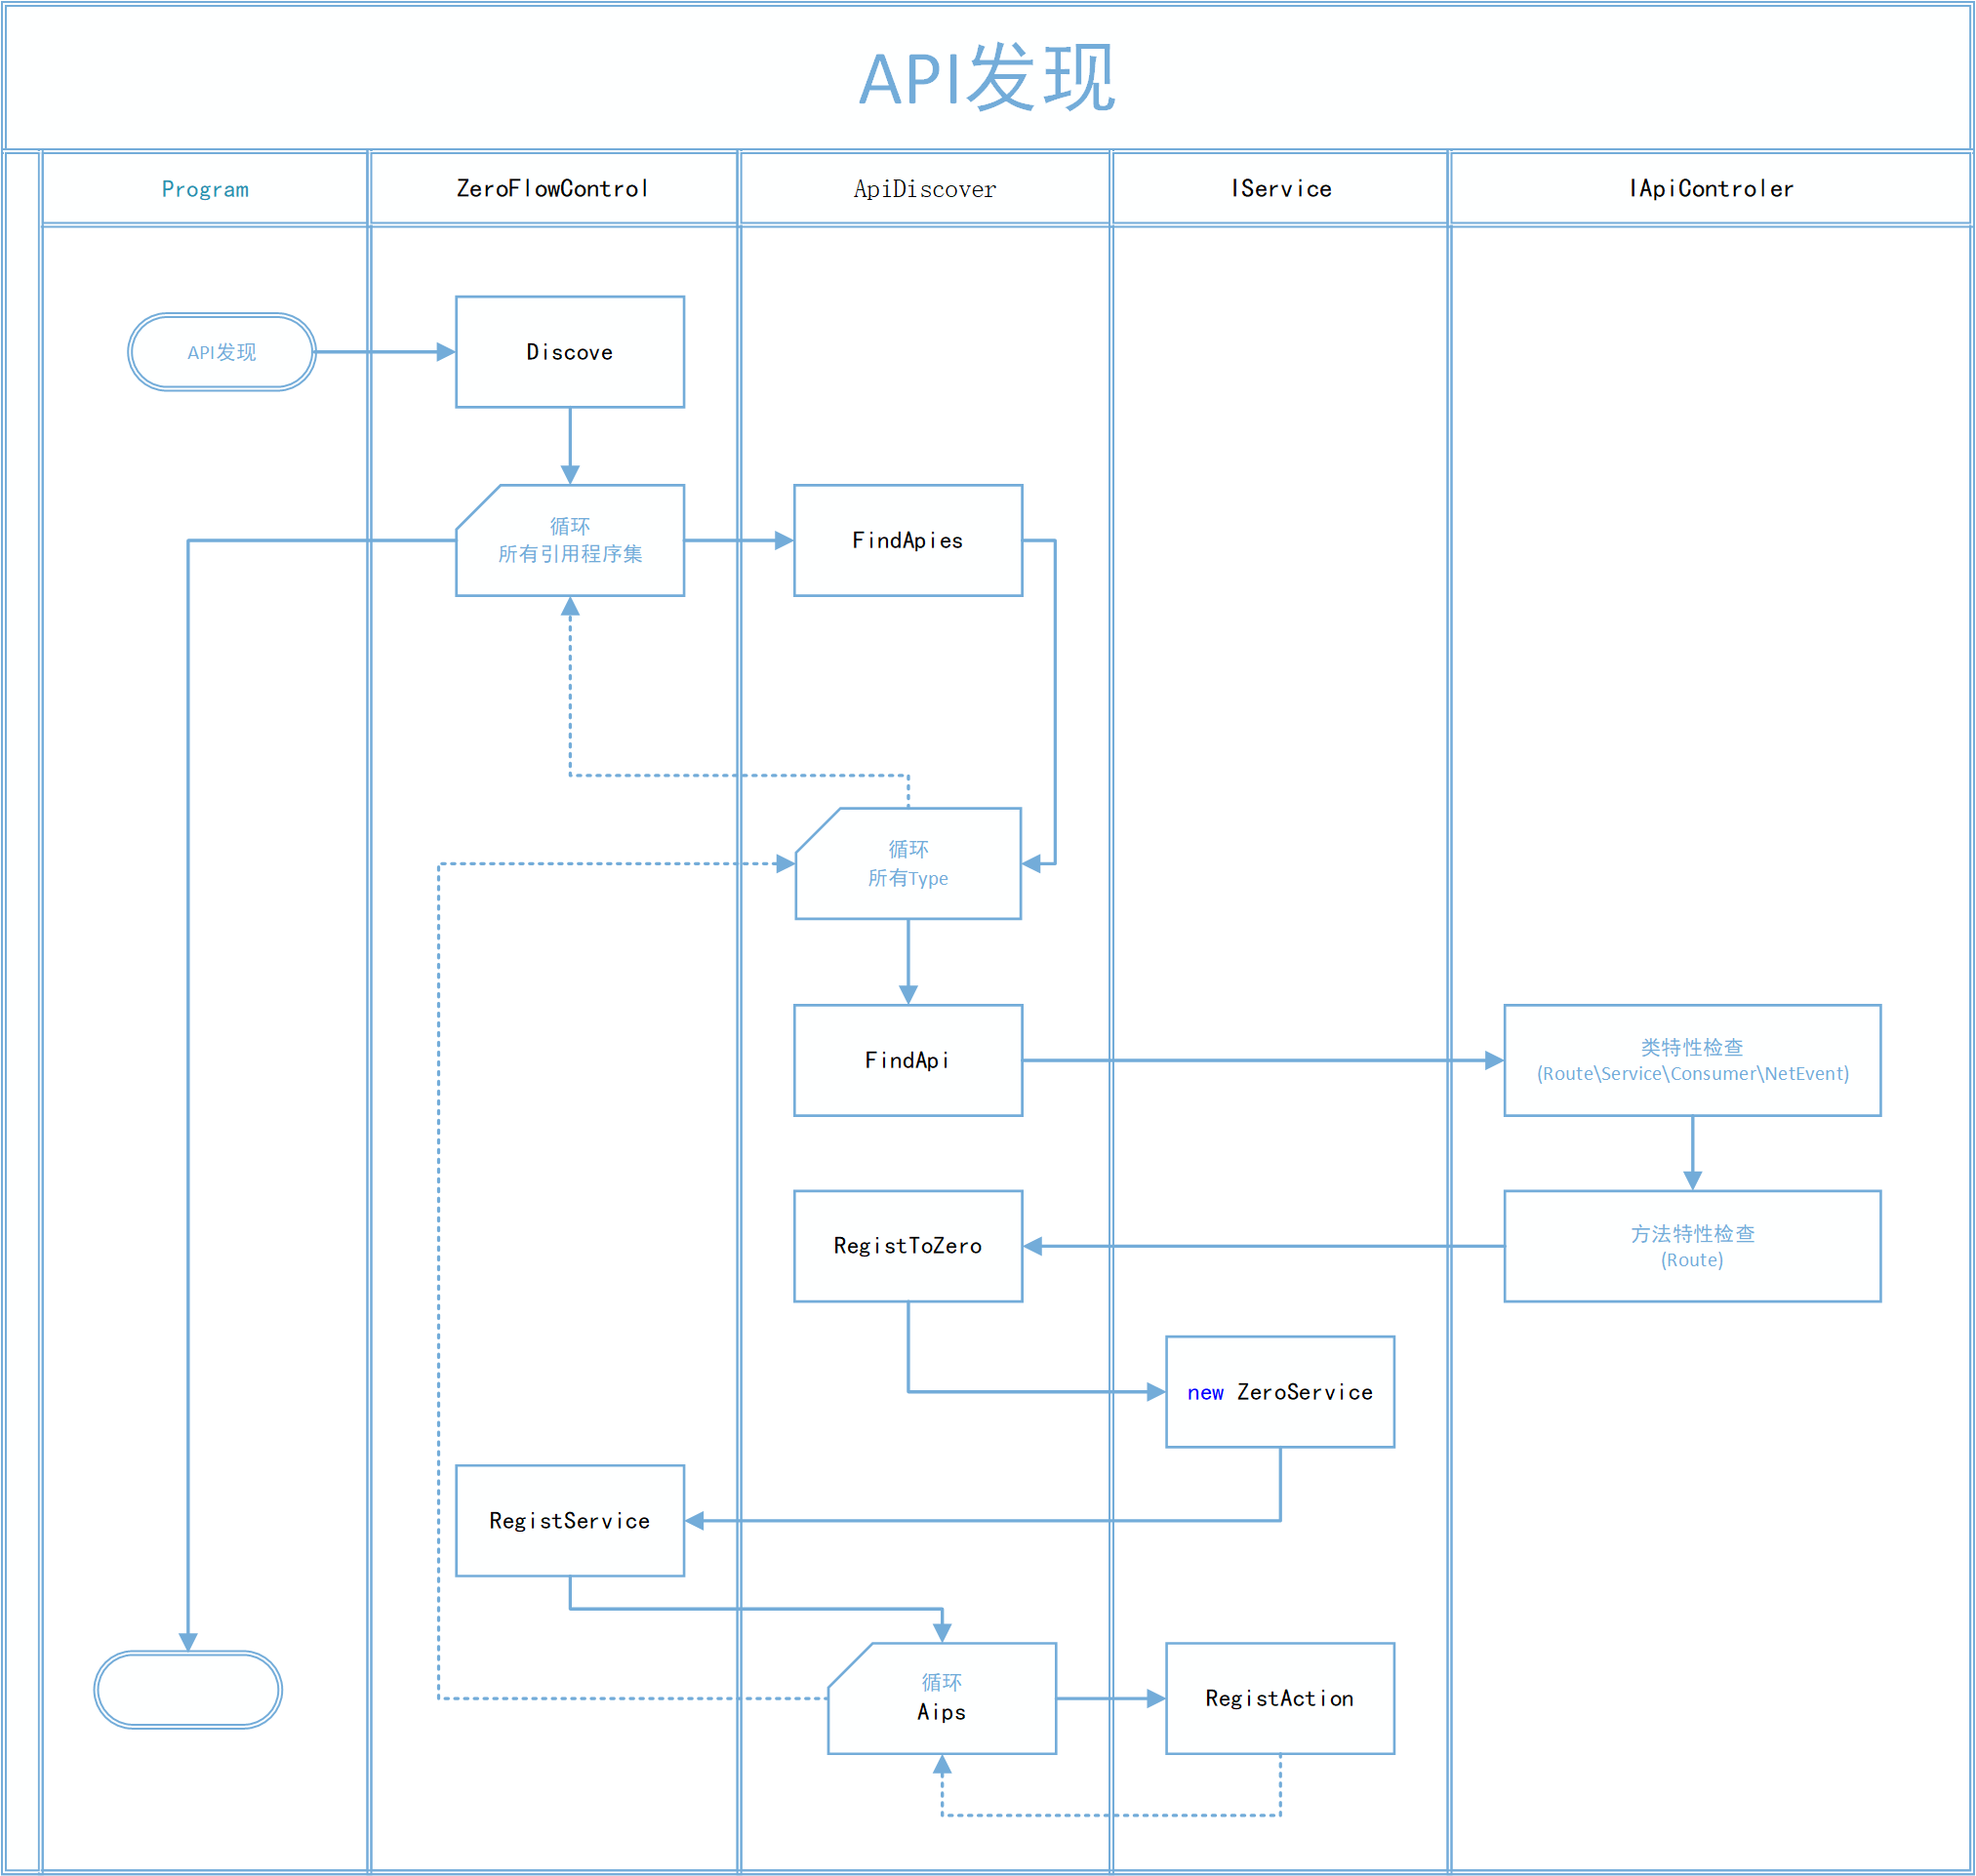 API发现
Program
ZeroFlowControl
ApiDiscover
IService
IApiControler
API发现
Discove
循环
所有引用程序集
FindApies
循环
所有Type
FindApi
类特性检查
(Route\Service\Consumer\NetEvent)
RegistToZero
方法特性检查
(Route)
new ZeroService
RegistService
循环
Aips
RegistAction